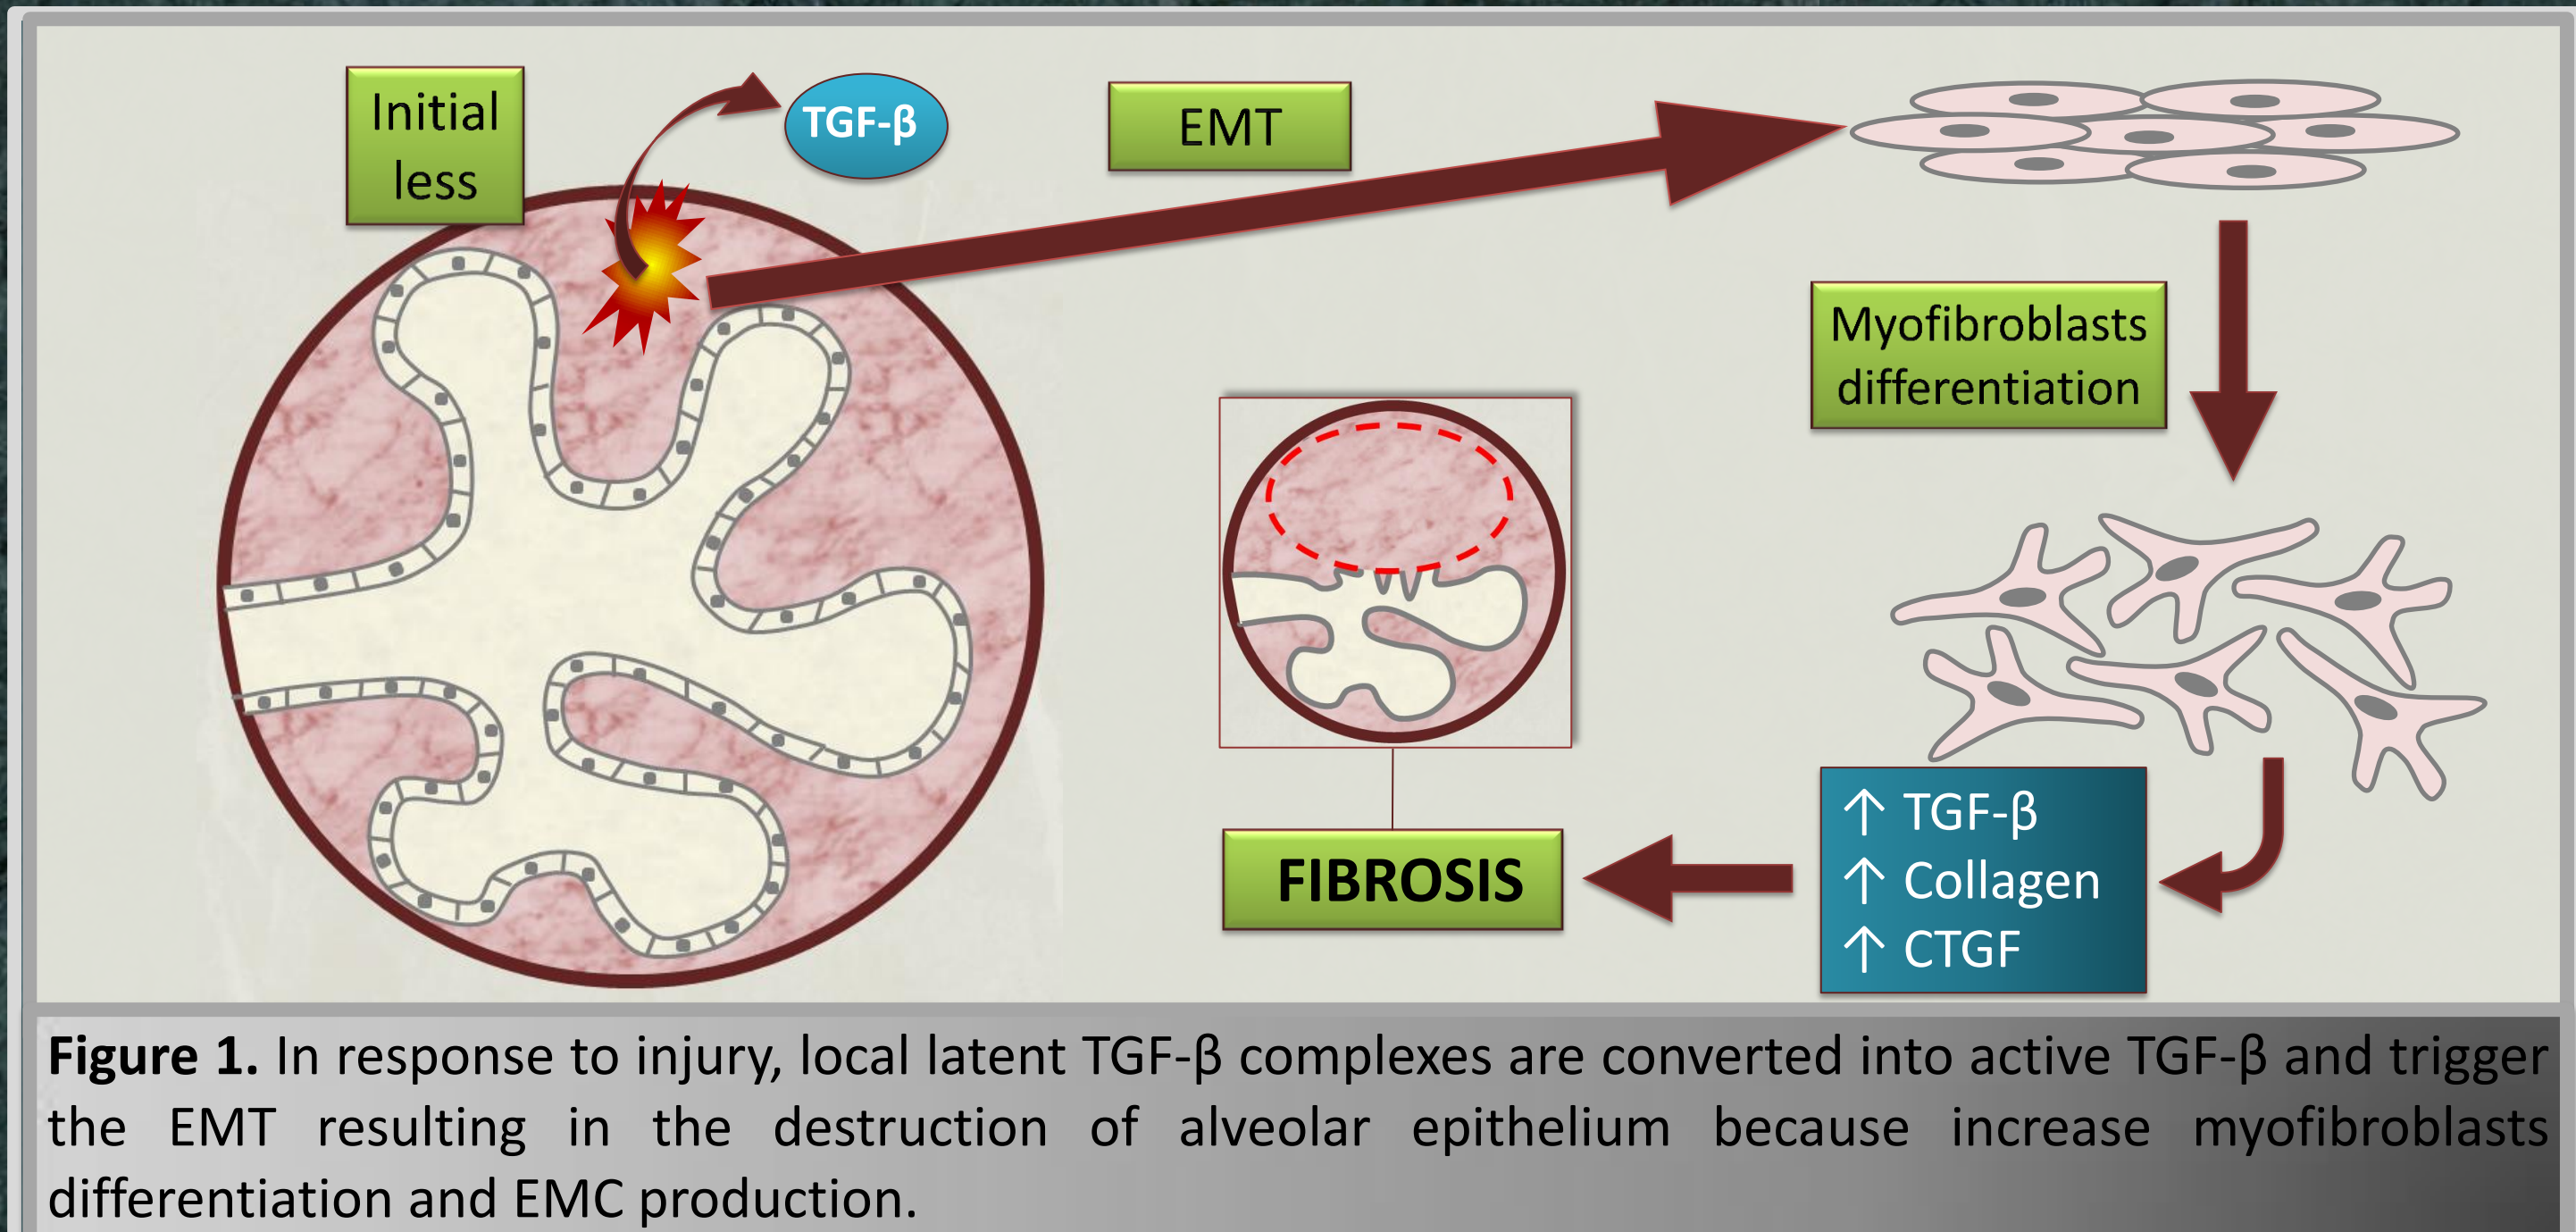 Initial
less
TGF-β
EMT
Myofibroblasts
differentiation
↑ TGF-β
↑ Collagen
↑ CTGF
FIBROSIS
Figure 1. In response to injury, local latent TGF-β complexes are converted into active TGF-β and trigger
the EMT resulting in the destruction of alveolar epithelium because increase myofibroblasts
differentiation and EMC production.